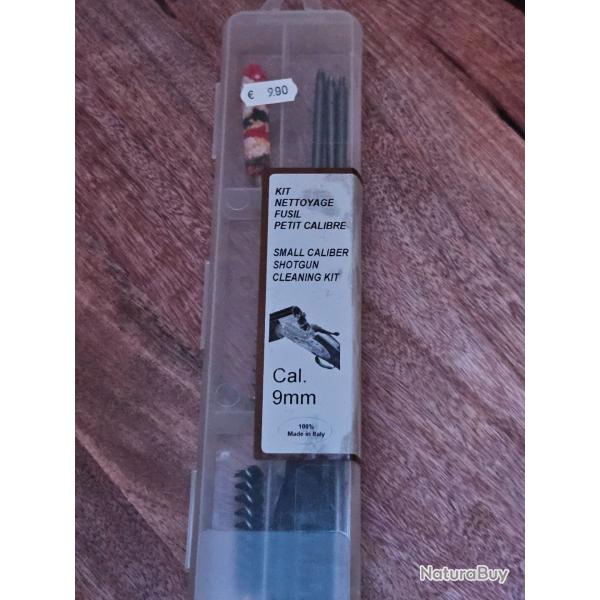 € 9.90
KIT
NETTOYAGE
FUSIL
PETIT CALIBRE
SMALL CALIBER
SHOTGUN
CLEANING KIT
Cal.
9mm
100%
Made in Italy
NaturaBuy